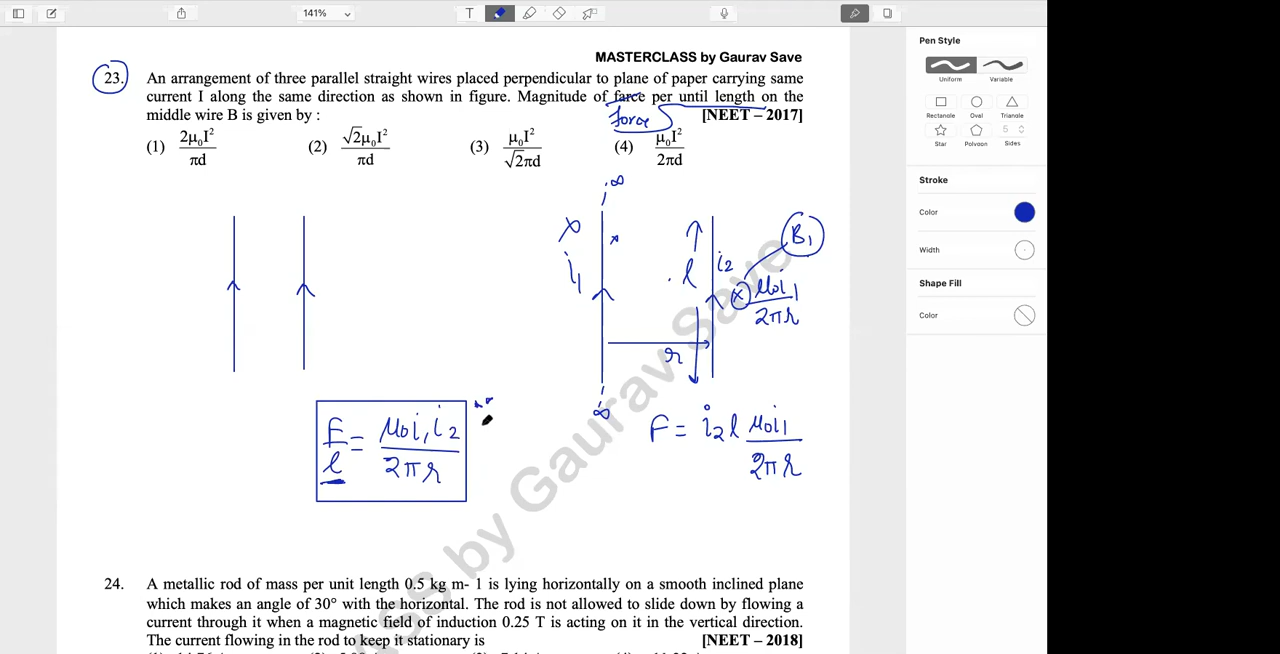 141%
T
MASTERCLASS by Gaurav Save
Pen Style
Uniform Variable
Rectangle Oval Triangle
Star Polygon Sides
5
Stroke
Color
Width
Shape Fill
Color
23. An arrangement of three parallel straight wires placed perpendicular to plane of paper carrying same
current I along the same direction as shown in figure. Magnitude of farce per until length on the
middle wire B is given by : force [NEET – 2017]
(1) 2μ₀I²/πd (2) √2μ₀I²/πd (3) μ₀I²/√2πd (4) μ₀I²/2πd
∞
x x B₁
i₁ l i₂
x μ₀i₁/2πr
r
∞
F/l = μ₀i₁i₂/2πr
F = i₂l μ₀i₁/2πr
ASS by Gaurav Save
24. A metallic rod of mass per unit length 0.5 kg m- 1 is lying horizontally on a smooth inclined plane
which makes an angle of 30° with the horizontal. The rod is not allowed to slide down by flowing a
current through it when a magnetic field of induction 0.25 T is acting on it in the vertical direction.
The current flowing in the rod to keep it stationary is [NEET – 2018]